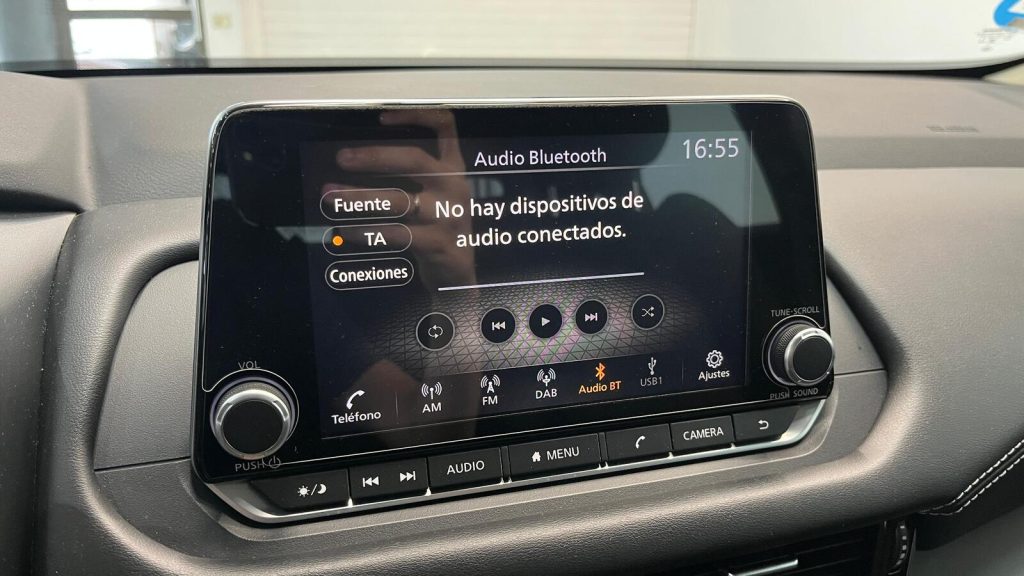 Audio Bluetooth
16:55
Fuente
TA
Conexiones
No hay dispositivos de
audio conectados.
Teléfono
AM
FM
DAB
Audio BT
USB1
Ajustes
VOL
PUSH
TUNE·SCROLL
PUSH SOUND
AUDIO
MENU
CAMERA